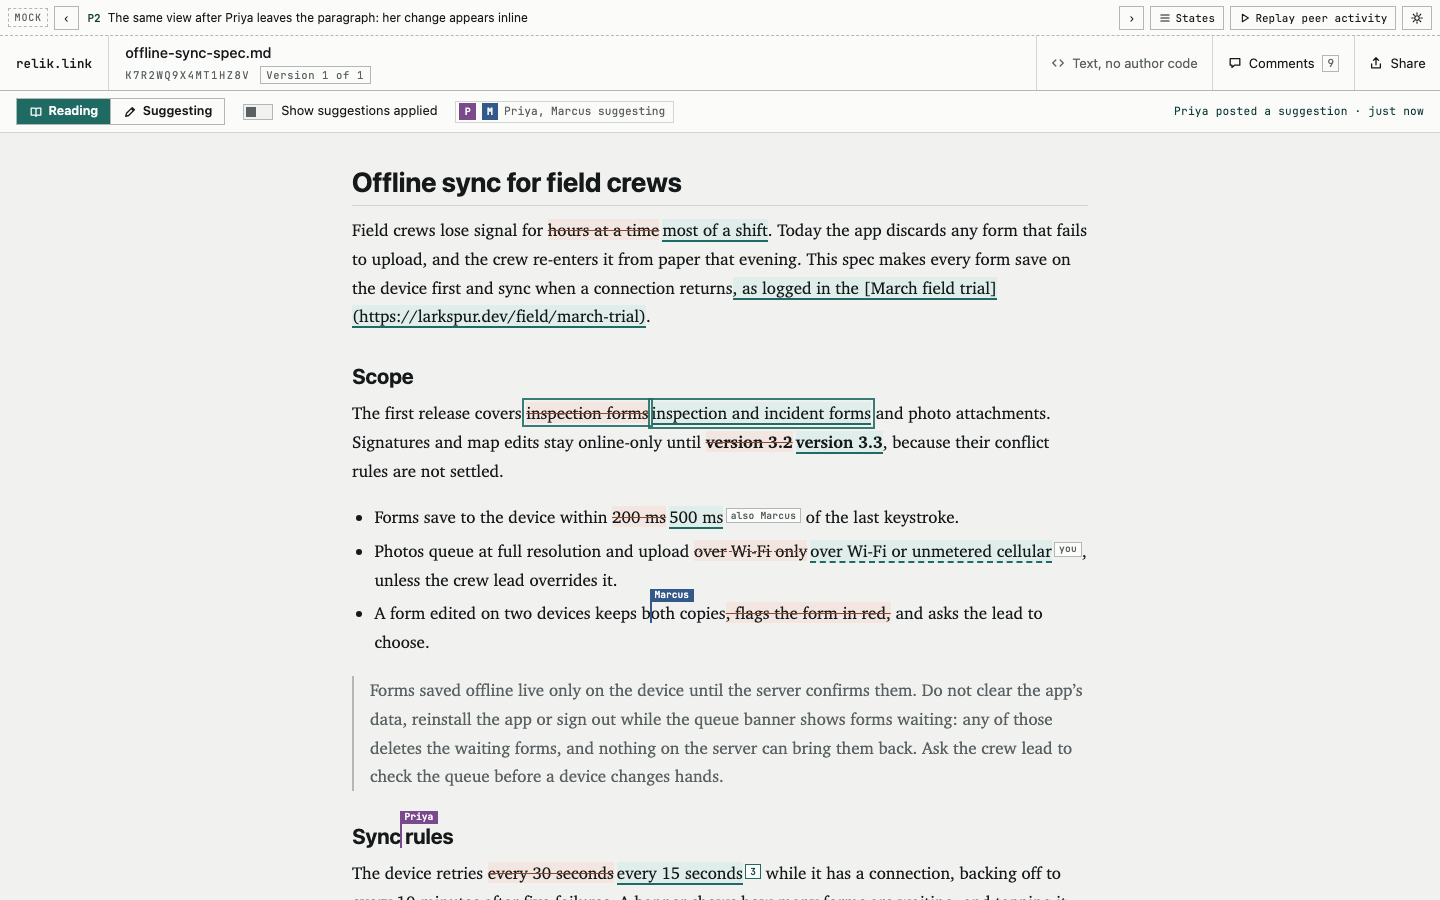 MOCK ‹ P2 The same view after Priya leaves the paragraph: her change appears inline › States Replay peer activity
relik.link
offline-sync-spec.md
K7R2WQ9X4MT1HZ8V Version 1 of 1
Text, no author code Comments 9 Share
Reading Suggesting Show suggestions applied P M Priya, Marcus suggesting Priya posted a suggestion · just now
Offline sync for field crews
Field crews lose signal for hours at a time most of a shift. Today the app discards any form that fails
to upload, and the crew re-enters it from paper that evening. This spec makes every form save on
the device first and sync when a connection returns, as logged in the [March field trial]
(https://larkspur.dev/field/march-trial).
Scope
The first release covers inspection forms inspection and incident forms and photo attachments.
Signatures and map edits stay online-only until version 3.2 version 3.3, because their conflict
rules are not settled.
• Forms save to the device within 200 ms 500 ms also Marcus of the last keystroke.
• Photos queue at full resolution and upload over Wi-Fi only over Wi-Fi or unmetered cellular you,
unless the crew lead overrides it.
Marcus
• A form edited on two devices keeps both copies, flags the form in red, and asks the lead to
choose.
Forms saved offline live only on the device until the server confirms them. Do not clear the app’s
data, reinstall the app or sign out while the queue banner shows forms waiting: any of those
deletes the waiting forms, and nothing on the server can bring them back. Ask the crew lead to
check the queue before a device changes hands.
Priya
Sync rules
The device retries every 30 seconds every 15 seconds 3 while it has a connection, backing off to